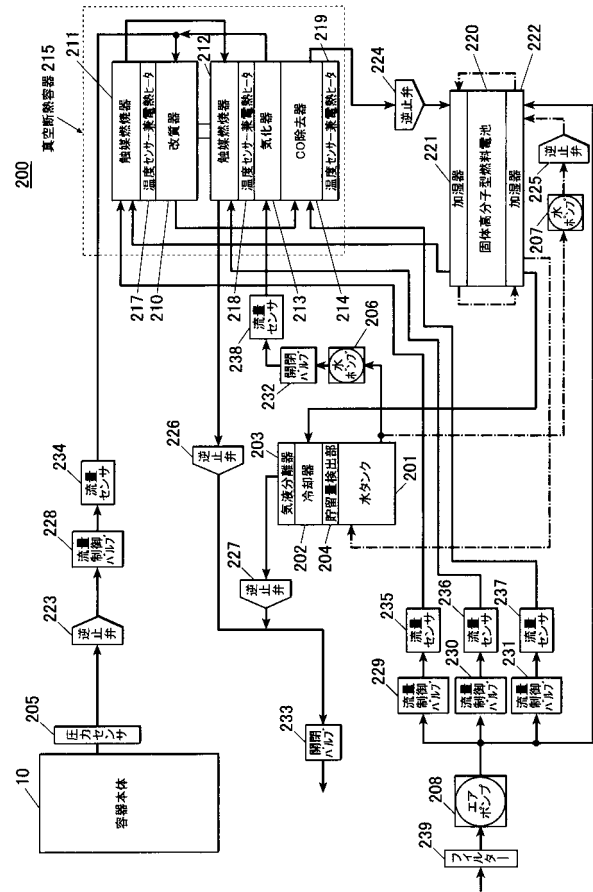 200
真空断熱容器 215
211
触媒燃焼器
温度センサー兼電熱ヒータ
改質器
217
210
212
触媒燃焼器
温度センサー兼電熱ヒータ
気化器
CO除去器
温度センサー兼電熱ヒータ
218
213
214
219
224
逆止弁
220
221
222
加湿器
固体高分子型燃料電池
加湿器
逆止弁
225
207
水ポンプ
流量センサ
238
開閉バルブ
232
水ポンプ
206
226
逆止弁
203
気液分離器
冷却器
貯留量検出部
水タンク
202
204
201
227
逆止弁
234
流量センサ
228
流量制御バルブ
223
逆止弁
205
圧力センサ
10
容器本体
235
流量センサ
229
流量制御バルブ
236
流量センサ
230
流量制御バルブ
237
流量センサ
231
流量制御バルブ
233
開閉バルブ
208
エアポンプ
239
フィルター